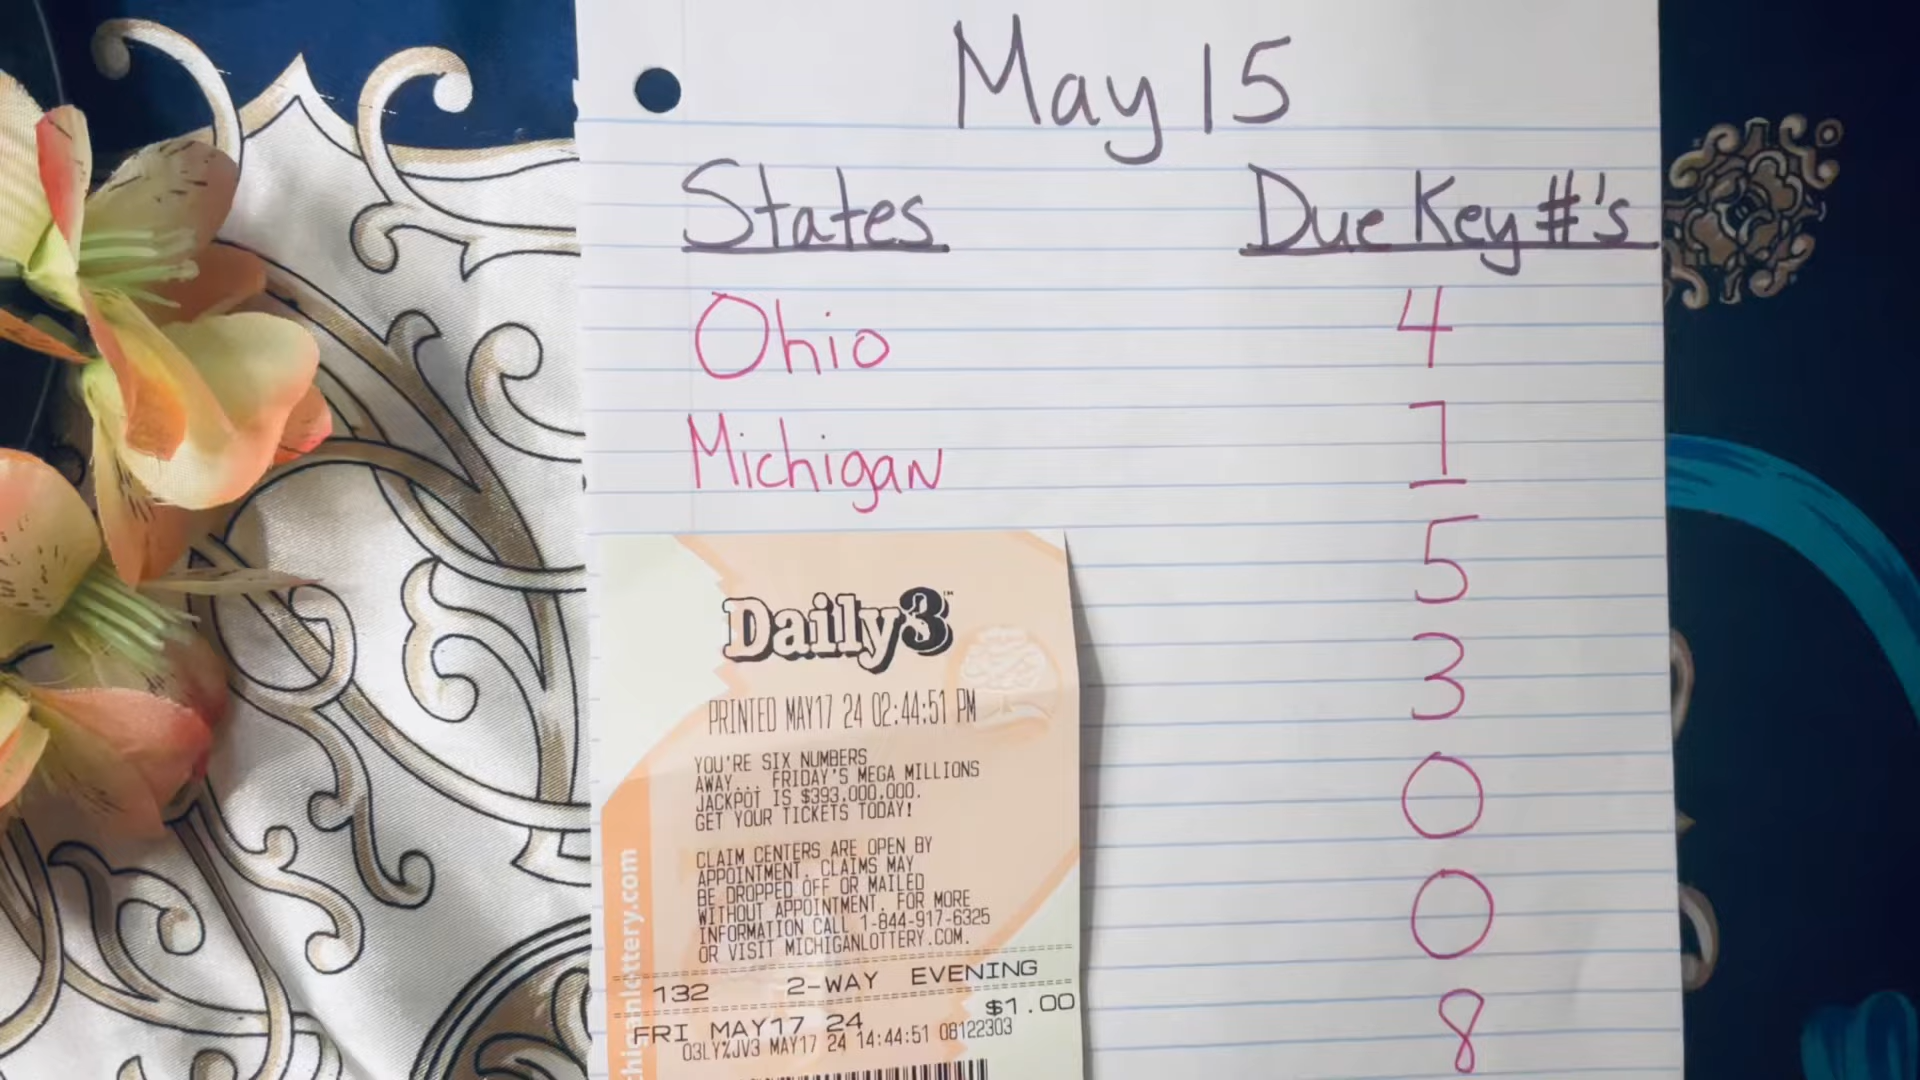 May 15
States Due Key #'s
Ohio 4
Michigan 1
5
3
0
0
8
Daily3™
PRINTED MAY17 24 02:44:51 PM
YOU'RE SIX NUMBERS
AWAY... FRIDAY'S MEGA MILLIONS
JACKPOT IS $393,000,000.
GET YOUR TICKETS TODAY!
CLAIM CENTERS ARE OPEN BY
APPOINTMENT. CLAIMS MAY
BE DROPPED OFF OR MAILED
WITHOUT APPOINTMENT. FOR MORE
INFORMATION CALL 1-844-917-6325
OR VISIT MICHIGANLOTTERY.COM.
132 2-WAY EVENING
$1.00
FRI MAY17 24
03LY%JV3 MAY17 24 14:44:51 08122303
higanlottery.com